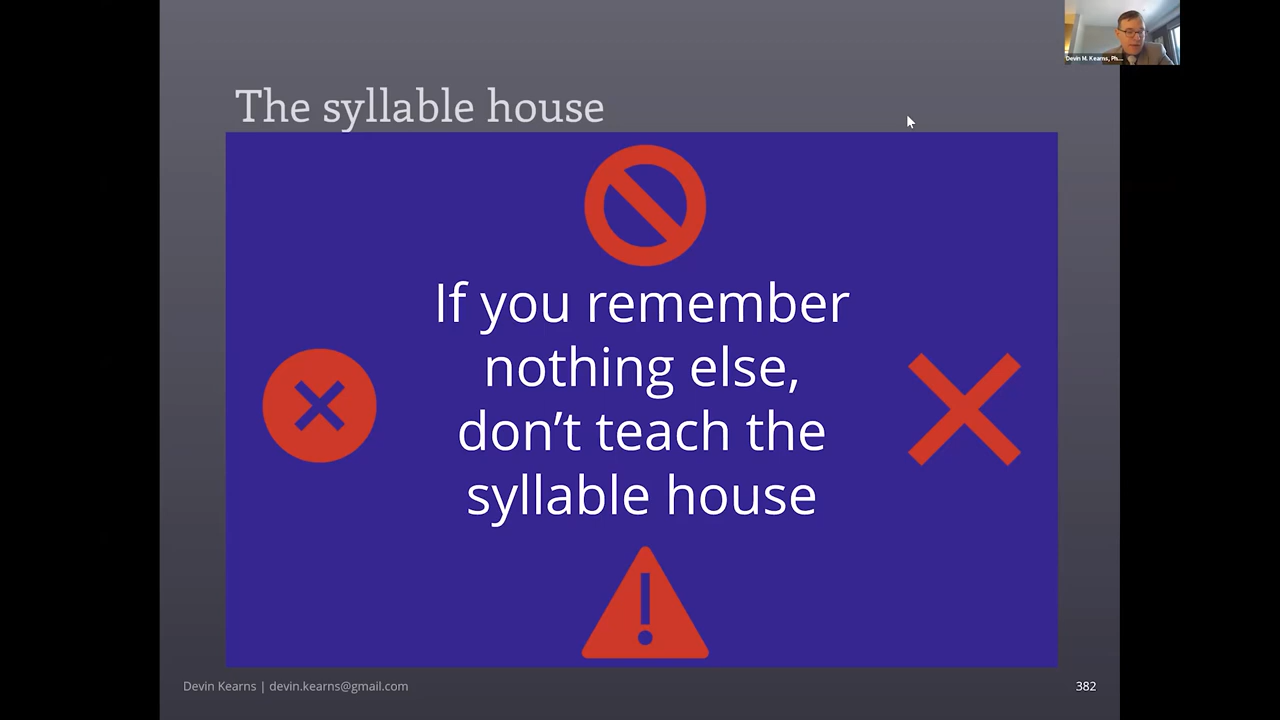 Devin M. Kearns, Ph...
The syllable house
If you remember
nothing else,
don’t teach the
syllable house
Devin Kearns | devin.kearns@gmail.com
382